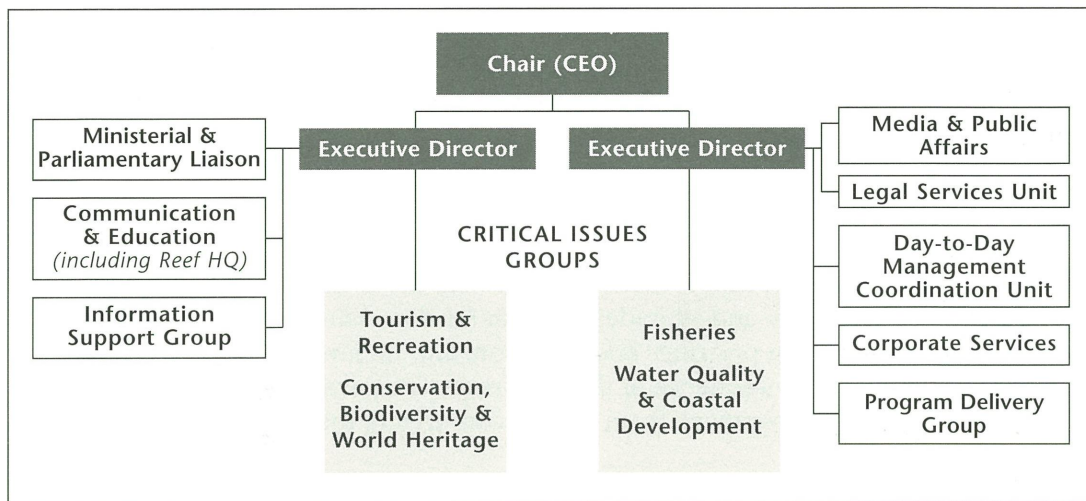 Chair (CEO)
Ministerial &
Parliamentary Liaison
Executive Director
Executive Director
Media & Public
Affairs
Legal Services Unit
Communication
& Education
(including Reef HQ)
CRITICAL ISSUES
GROUPS
Day-to-Day
Management
Coordination Unit
Information
Support Group
Tourism &
Recreation
Conservation,
Biodiversity &
World Heritage
Fisheries
Water Quality
& Coastal
Development
Corporate Services
Program Delivery
Group